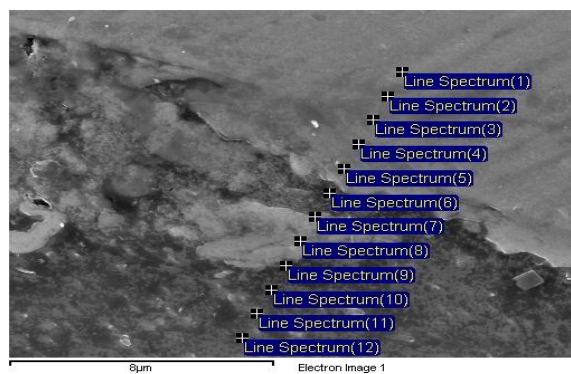 Line Spectrum(1)
Line Spectrum(2)
Line Spectrum(3)
Line Spectrum(4)
Line Spectrum(5)
Line Spectrum(6)
Line Spectrum(7)
Line Spectrum(8)
Line Spectrum(9)
Line Spectrum(10)
Line Spectrum(11)
Line Spectrum(12)
8µm Electron Image 1